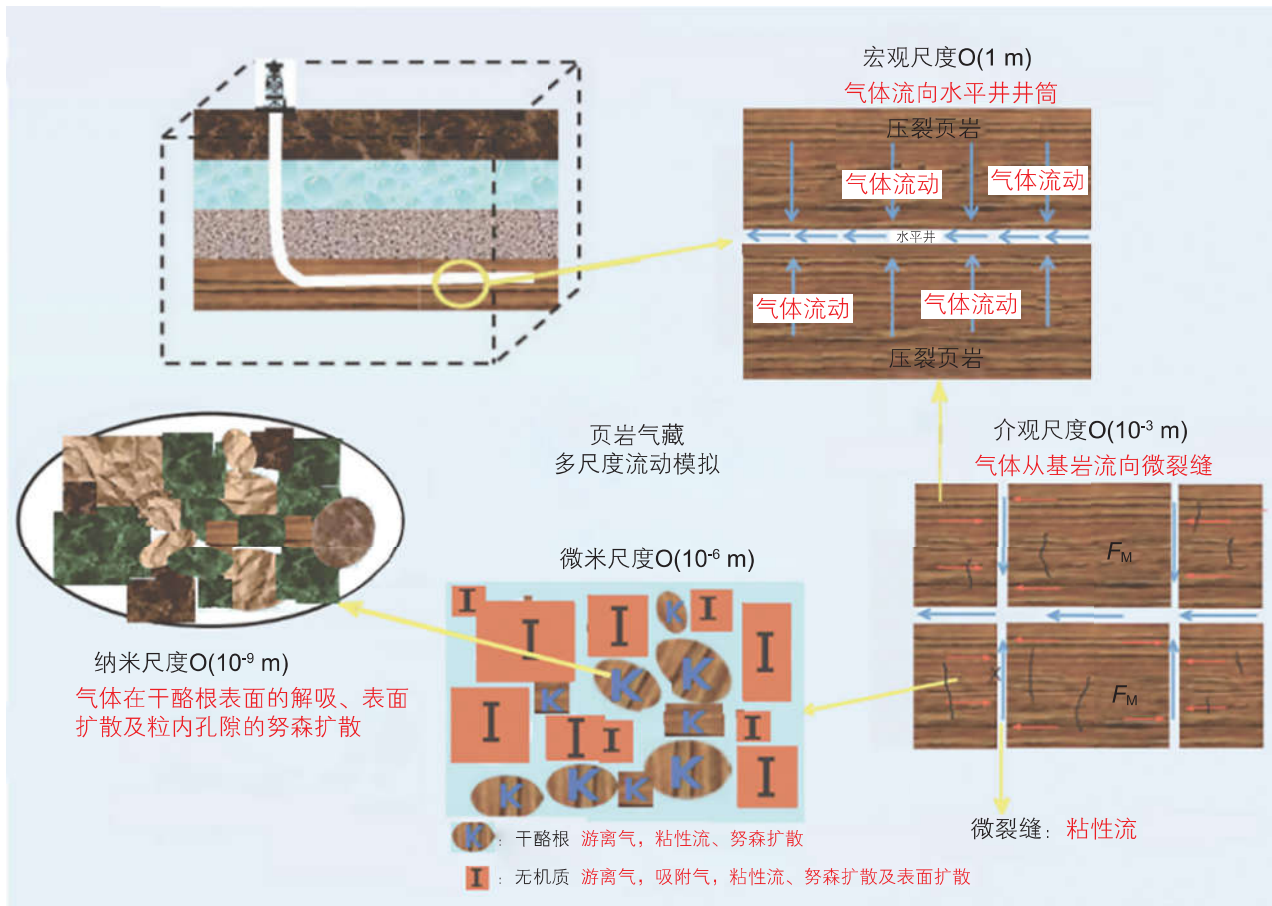 宏观尺度O(1 m)
气体流向水平井井筒
压裂页岩
气体流动
气体流动
水平井
气体流动
气体流动
压裂页岩
页岩气藏
多尺度流动模拟
介观尺度O(10⁻³ m)
气体从基岩流向微裂缝
F_M
F_M
X
微裂缝：粘性流
微米尺度O(10⁻⁶ m)
I
I
I
K
I
I
K
K
K
I
I
I
K
I
K
K
K
K
I
K：干酪根 游离气，粘性流、努森扩散
I：无机质 游离气，吸附气，粘性流、努森扩散及表面扩散
纳米尺度O(10⁻⁹ m)
气体在干酪根表面的解吸、表面
扩散及粒内孔隙的努森扩散